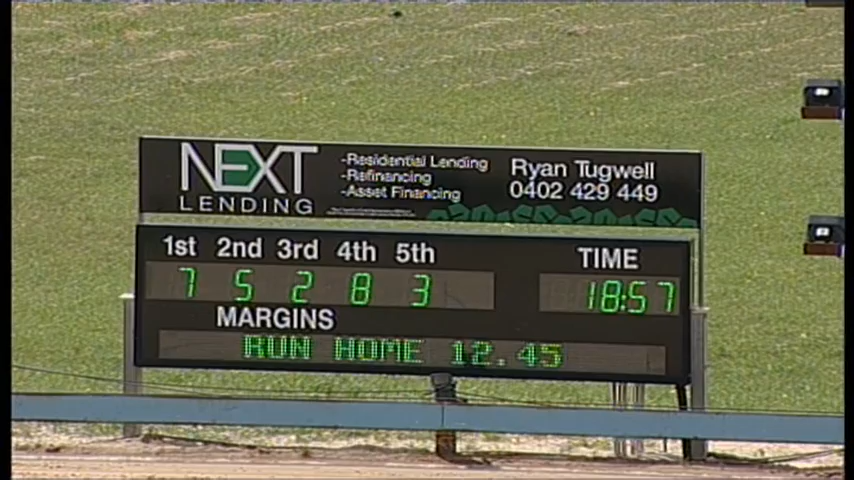 NEXT
LENDING
-Residential Lending
-Refinancing
-Asset Financing
Ryan Tugwell
0402 429 449
1st 2nd 3rd 4th 5th
TIME
7 5 2 8 3
18:57
MARGINS
RUN HOME 12.45